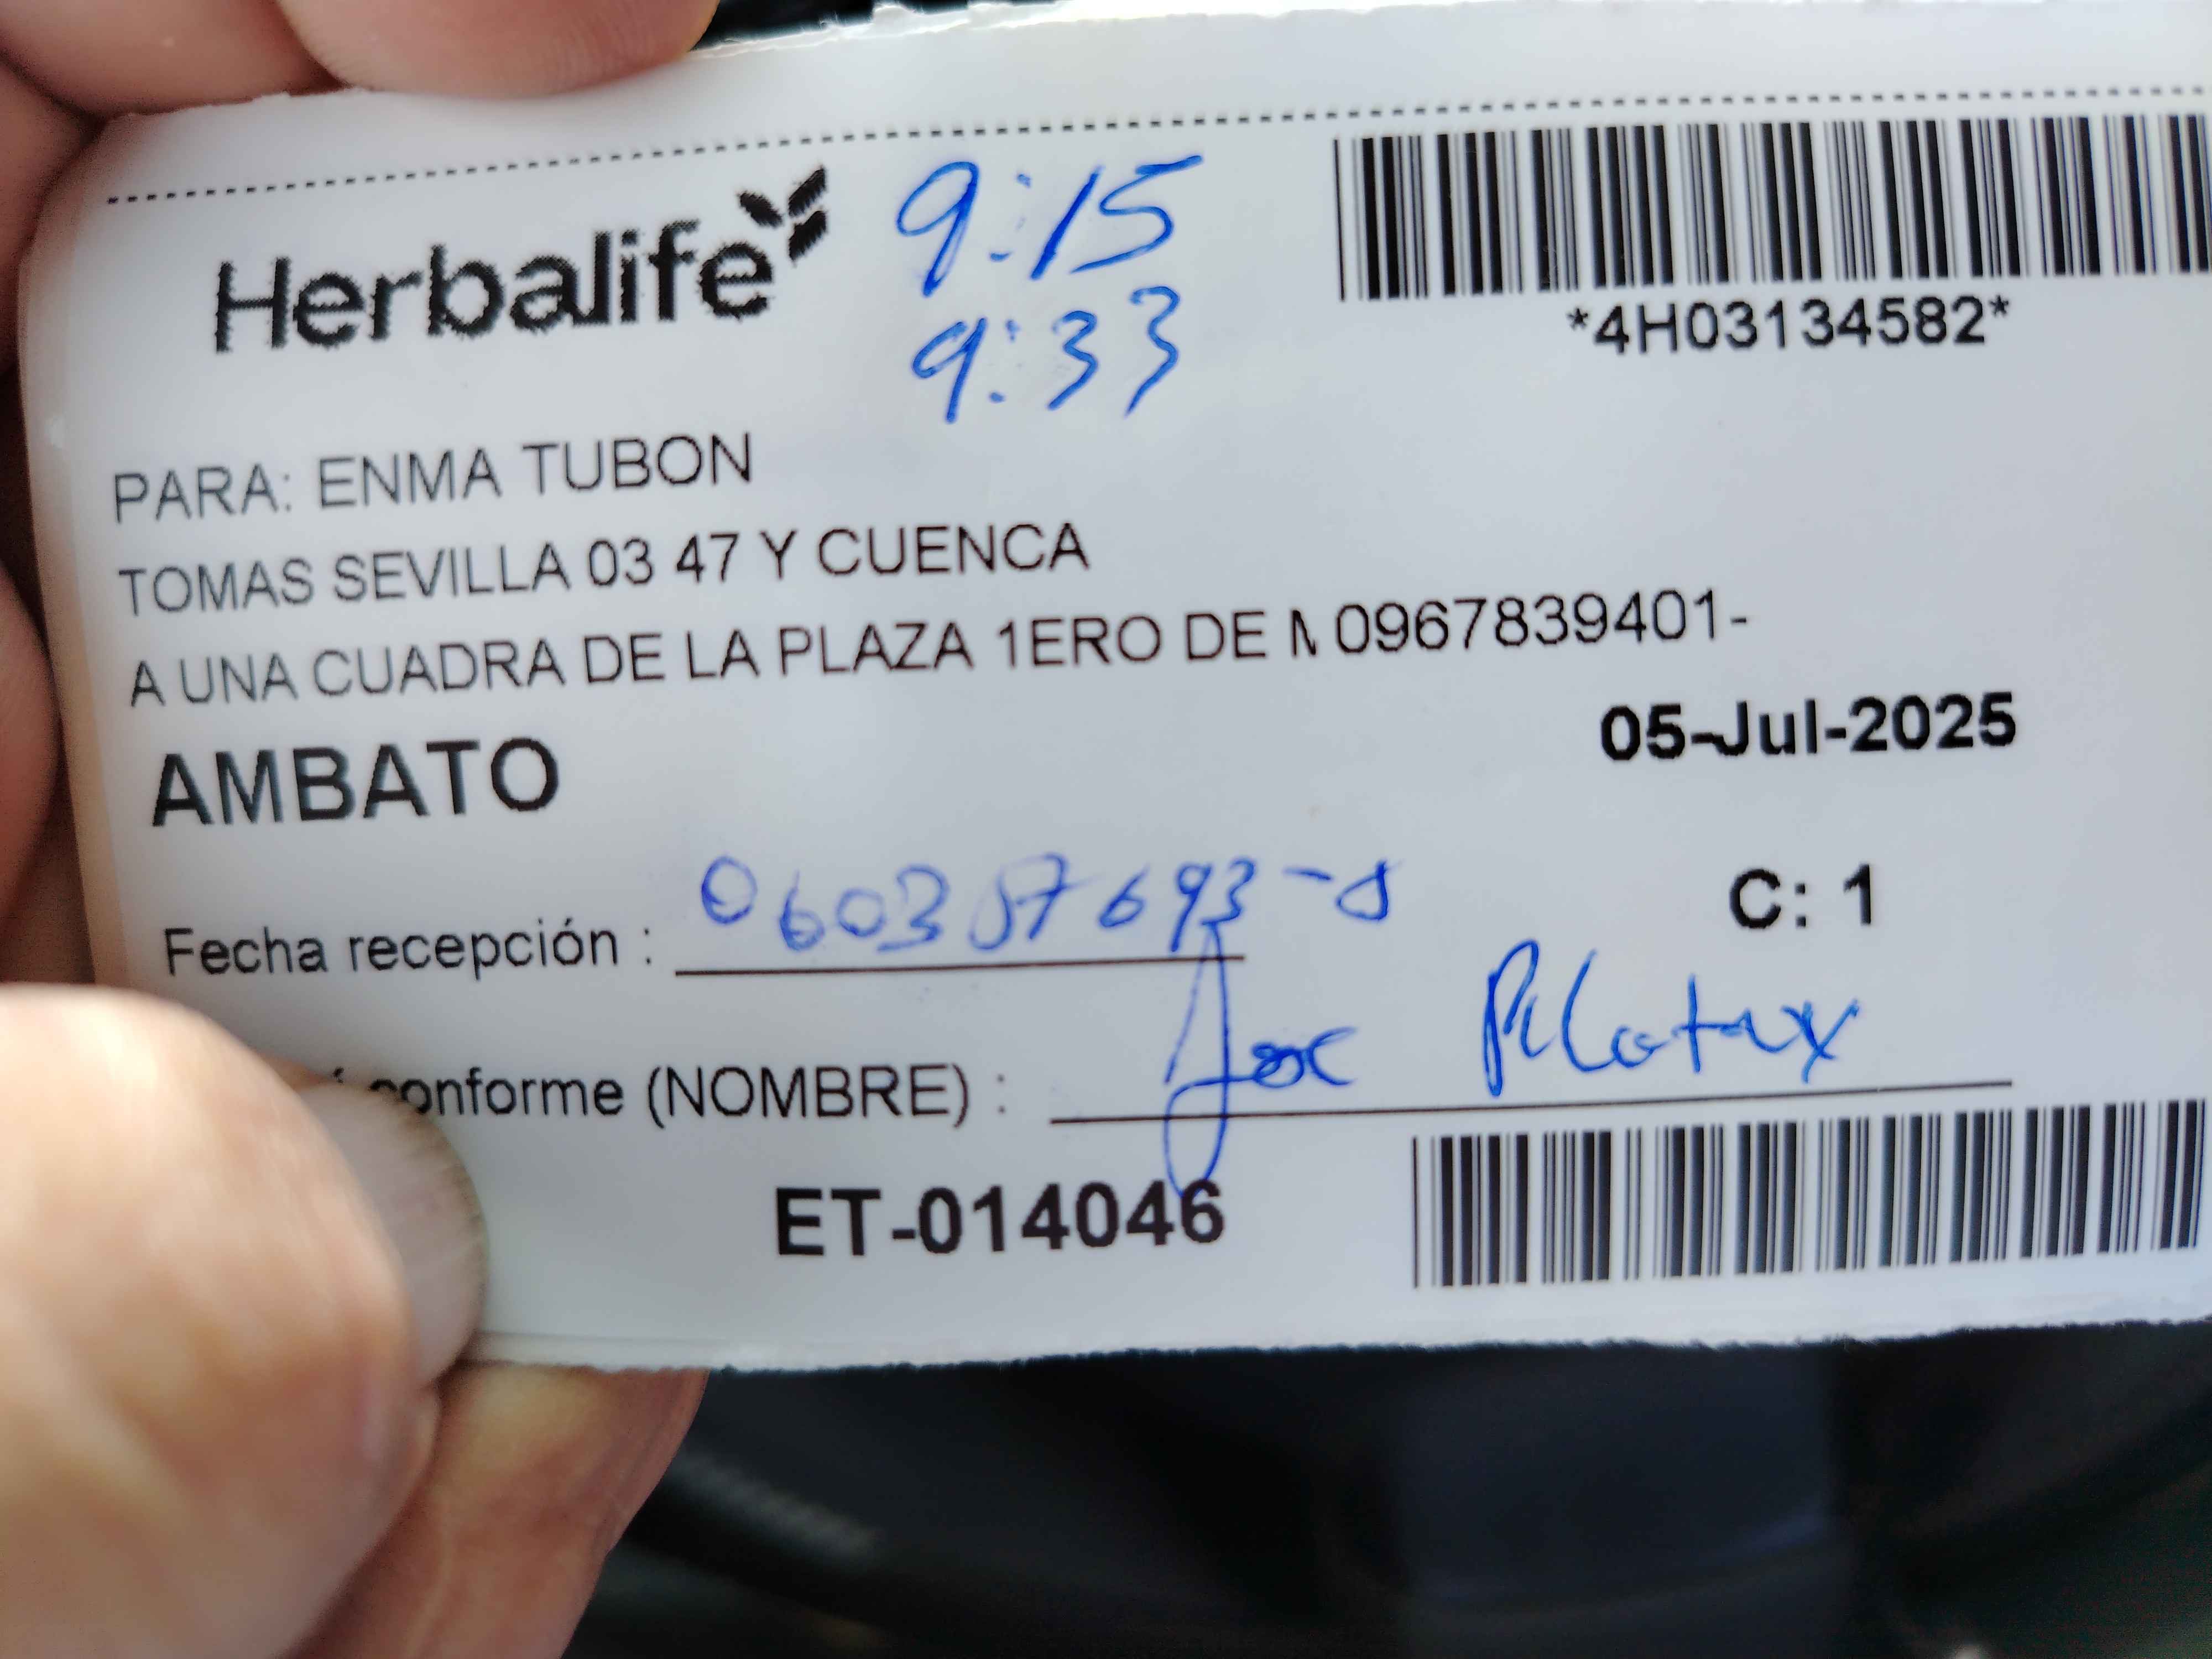 Herbalife
9:15
9:33
*4H03134582*
PARA: ENMA TUBON
TOMAS SEVILLA 03 47 Y CUENCA
A UNA CUADRA DE LA PLAZA 1ERO DE M 0967839401-
05-Jul-2025
AMBATO
C: 1
Fecha recepción :
conforme (NOMBRE) :
ET-014046